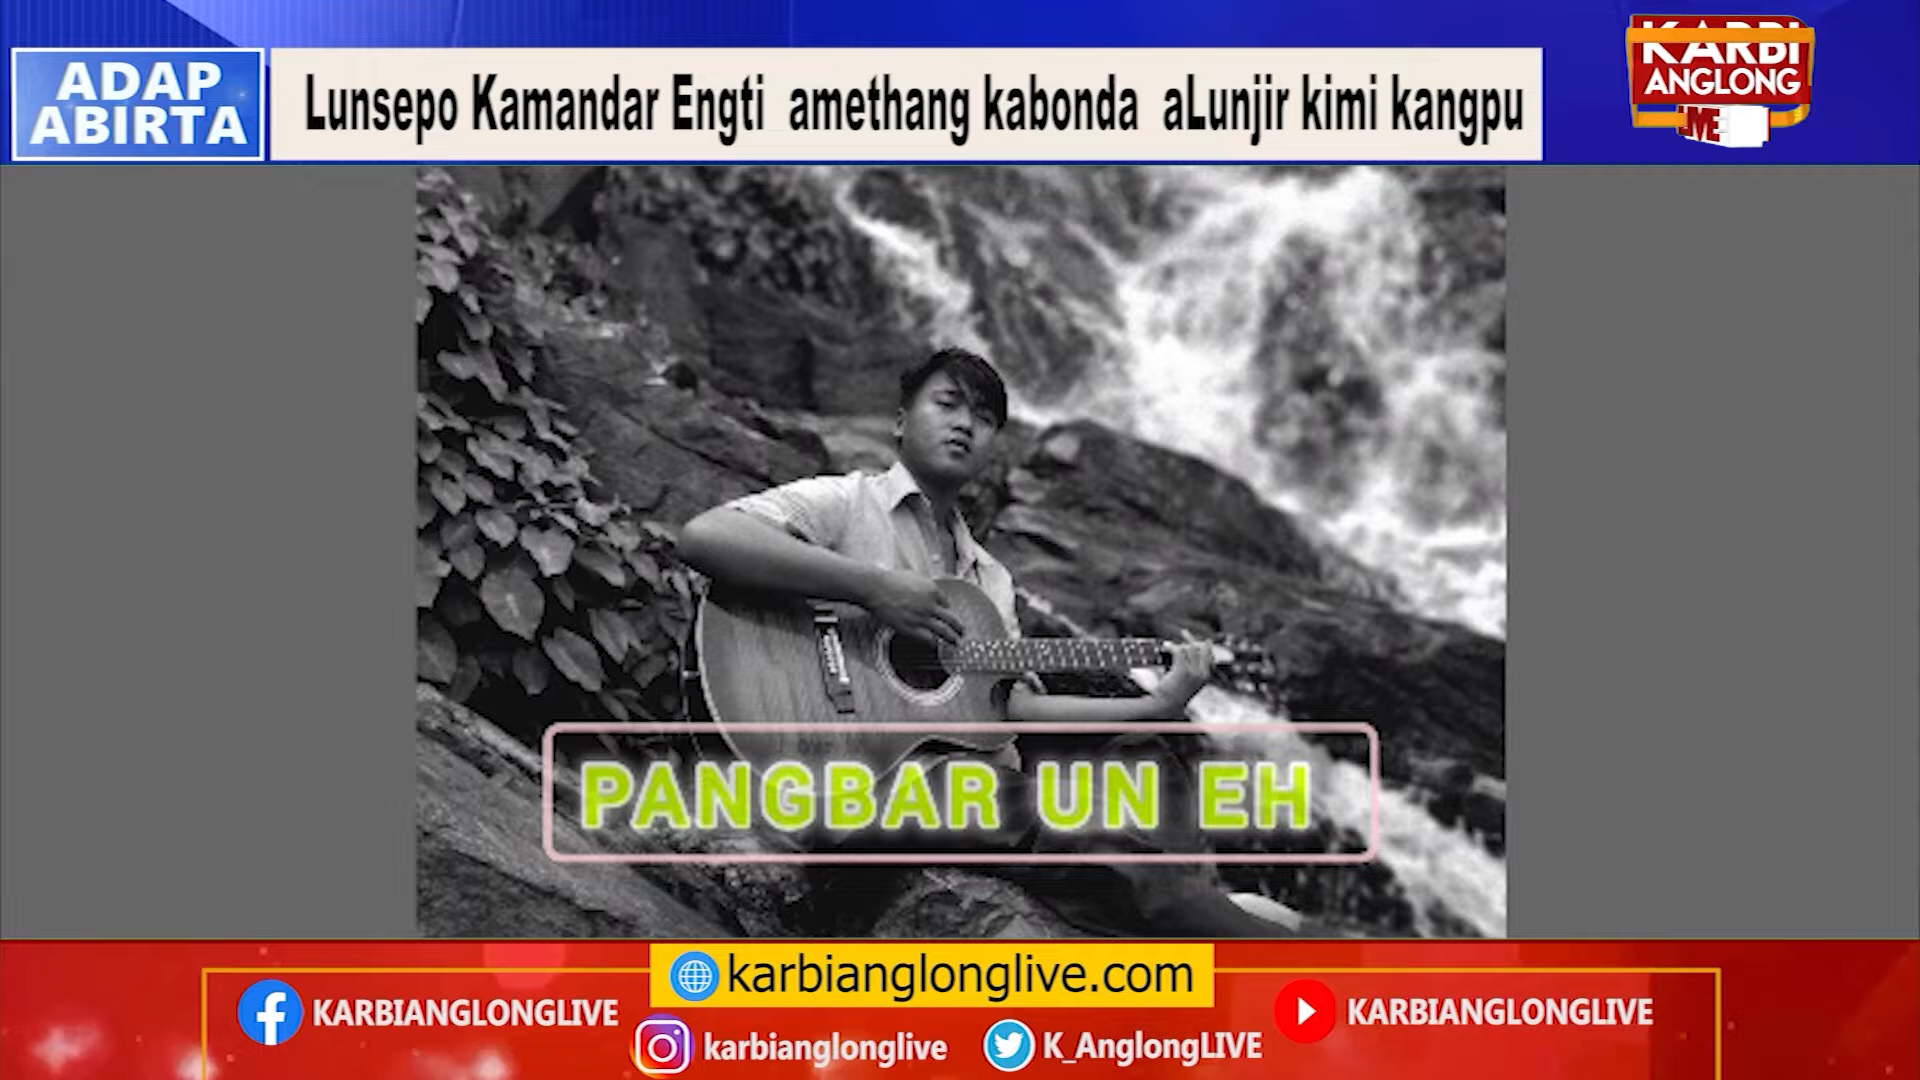 ADAP
ABIRTA
Lunsepo Kamandar Engti amethang kabonda aLunjir kimi kangpu
KARBI
ANGLONG
LIVE
PANGBAR UN EH
karbianglonglive.com
KARBIANGLONGLIVE
karbianglonglive
K_AnglongLIVE
KARBIANGLONGLIVE